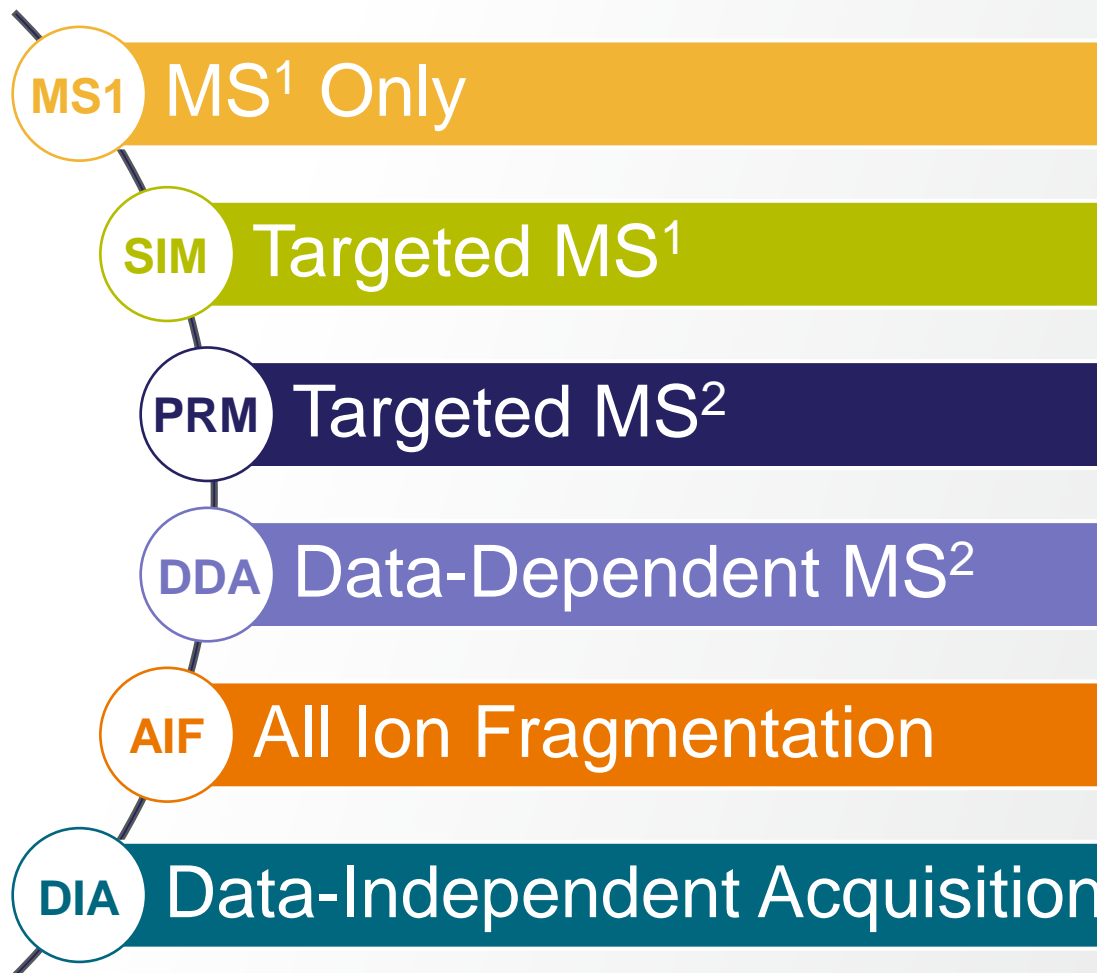 MS1 MS¹ Only
SIM Targeted MS¹
PRM Targeted MS²
DDA Data-Dependent MS²
AIF All Ion Fragmentation
DIA Data-Independent Acquisition